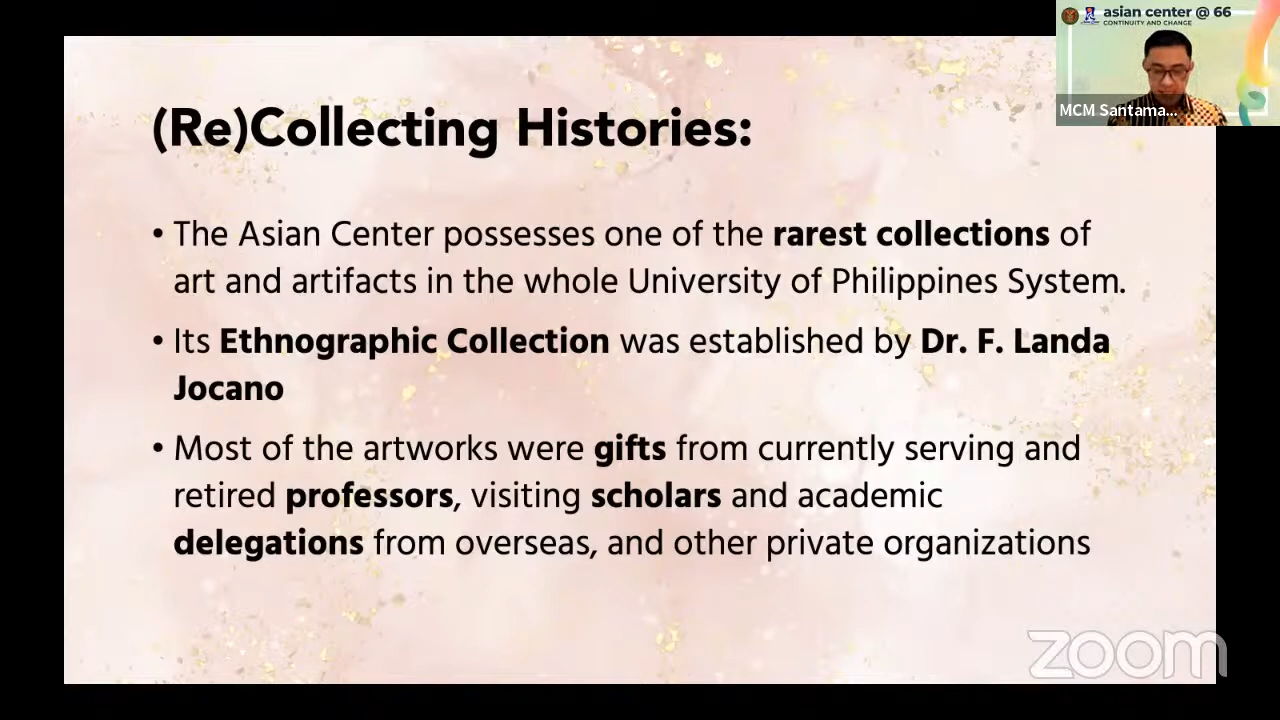 asian center @ 66
CONTINUITY AND CHANGE
MCM Santama...
(Re)Collecting Histories:
• The Asian Center possesses one of the rarest collections of
art and artifacts in the whole University of Philippines System.
• Its Ethnographic Collection was established by Dr. F. Landa
Jocano
• Most of the artworks were gifts from currently serving and
retired professors, visiting scholars and academic
delegations from overseas, and other private organizations
zoom